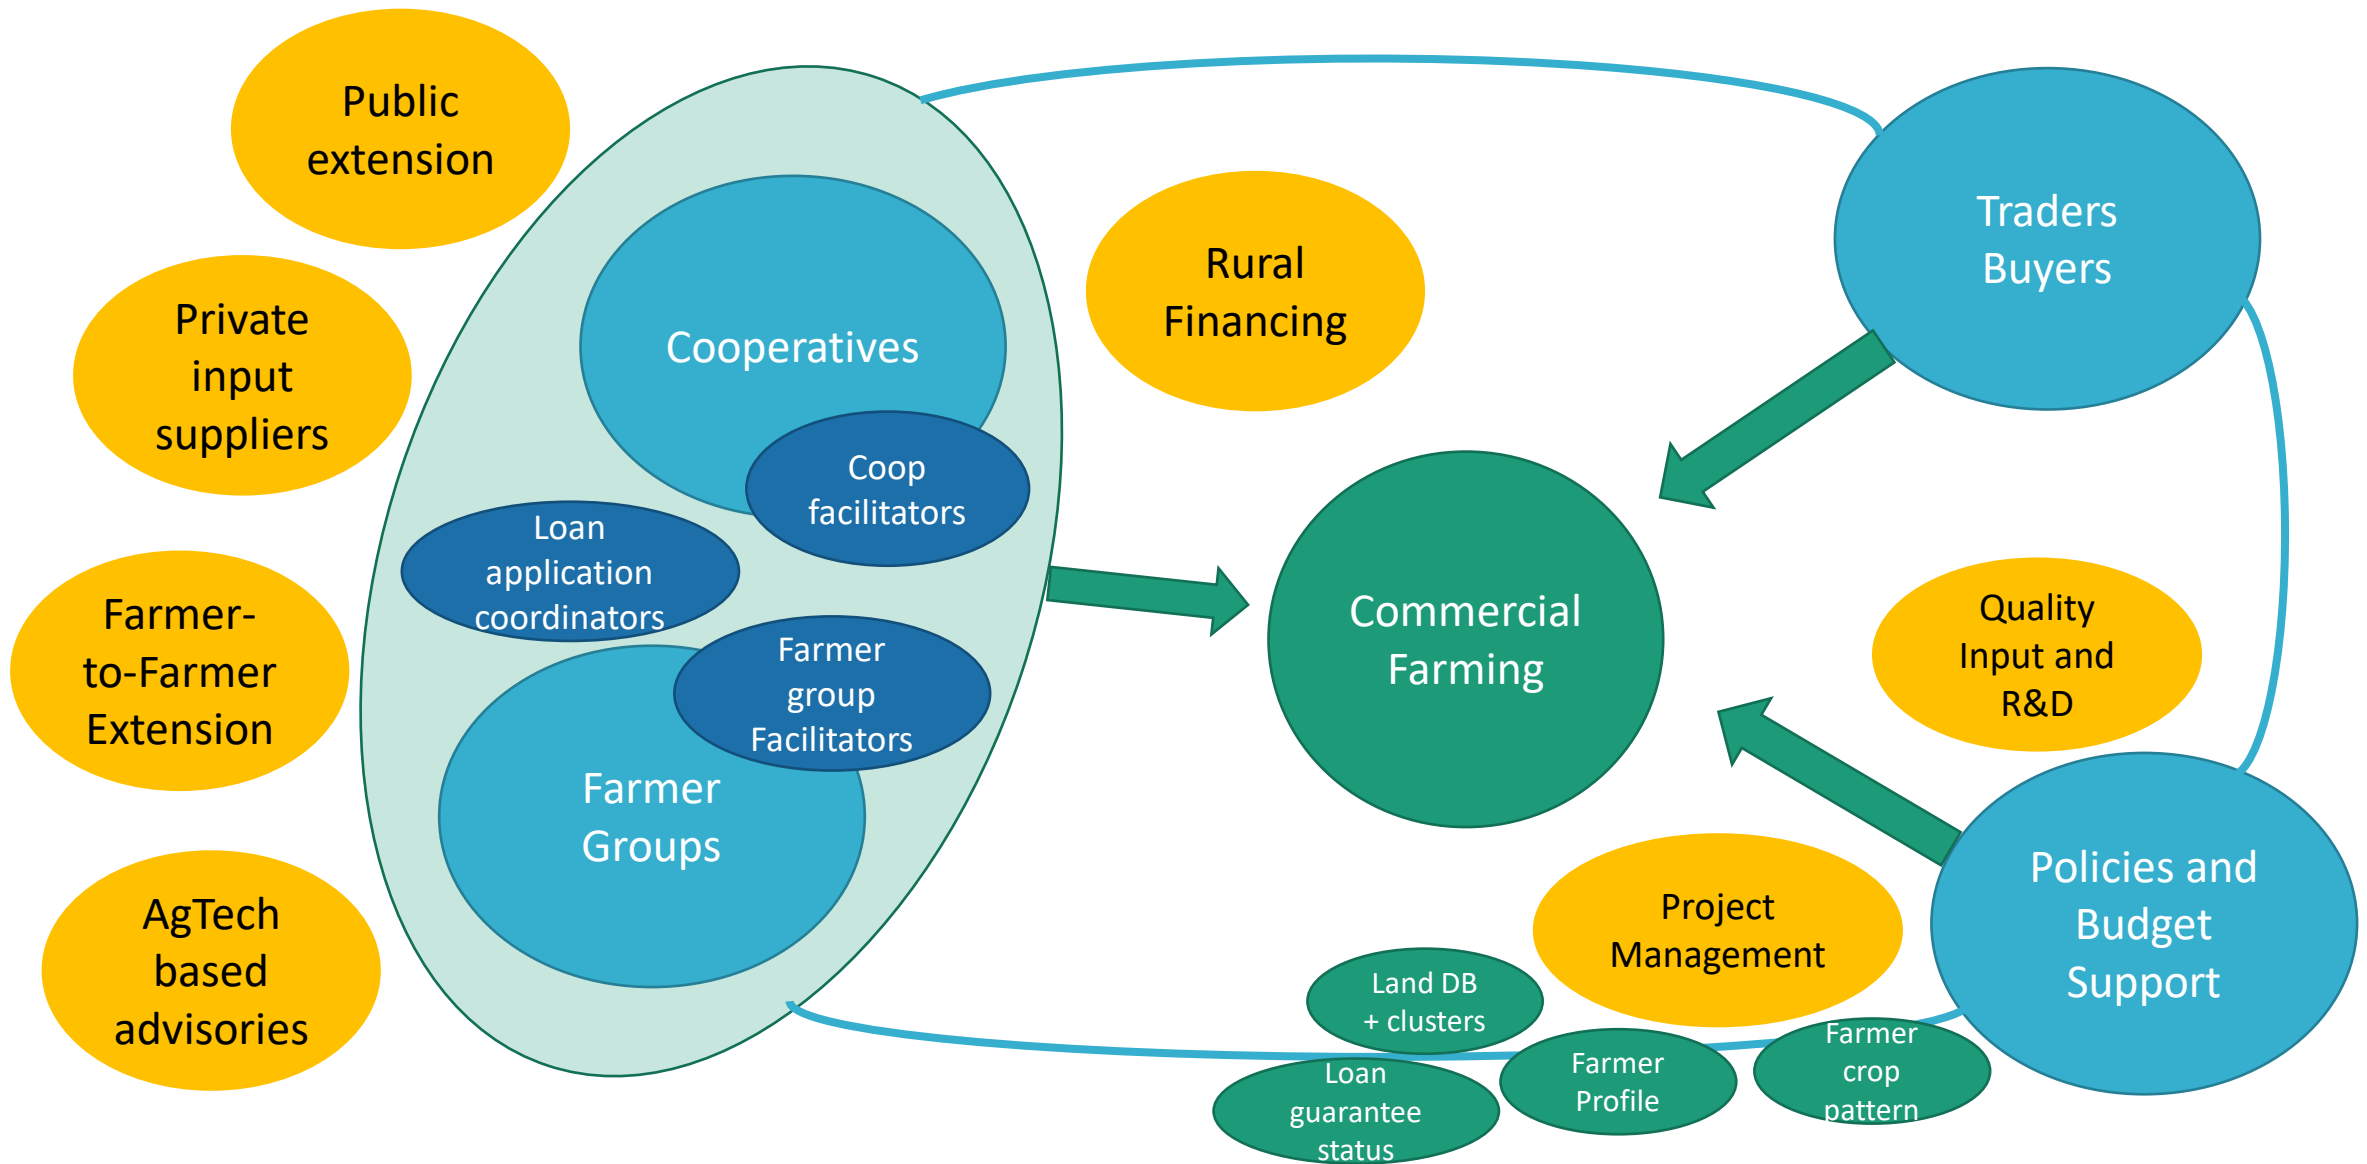 Public
extension
Private
input
suppliers
Farmer-
to-Farmer
Extension
AgTech
based
advisories
Cooperatives
Coop
facilitators
Loan
application
coordinators
Farmer
group
Facilitators
Farmer
Groups
Rural
Financing
Commercial
Farming
Traders
Buyers
Quality
Input and
R&D
Policies and
Budget
Support
Project
Management
Land DB
+ clusters
Loan
guarantee
status
Farmer
Profile
Farmer
crop
pattern